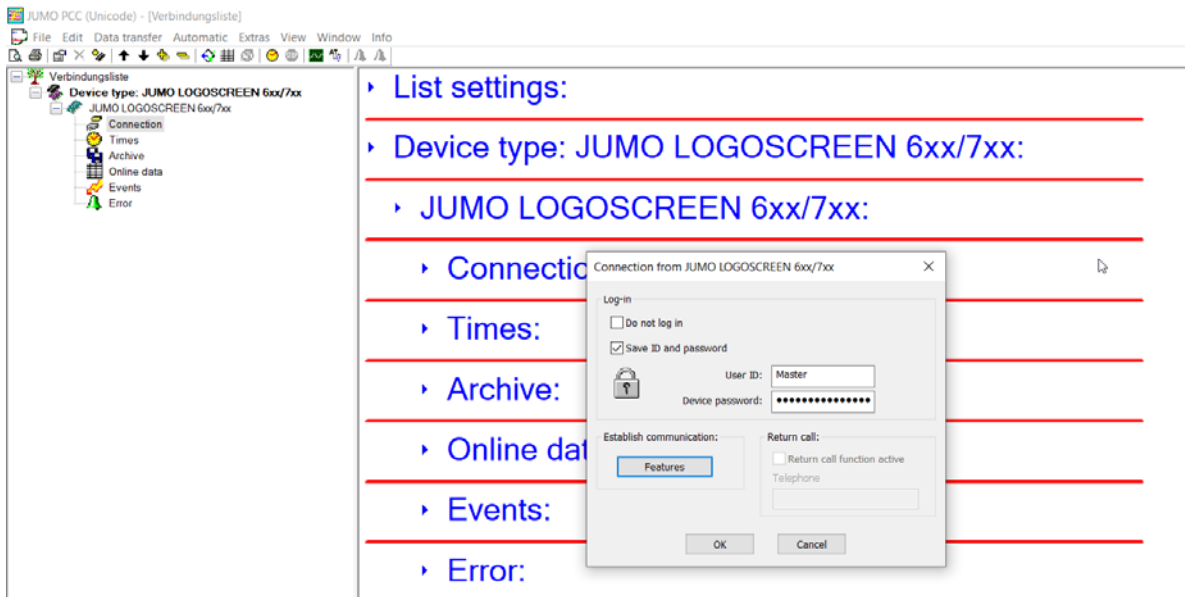 JUMO PCC (Unicode) - [Verbindungsliste]
File Edit Data transfer Automatic Extras View Window Info
Verbindungsliste
Device type: JUMO LOGOSCREEN 6xx/7xx
JUMO LOGOSCREEN 6xx/7xx
Connection
Times
Archive
Online data
Events
Error
List settings:
Device type: JUMO LOGOSCREEN 6xx/7xx:
JUMO LOGOSCREEN 6xx/7xx:
Connectio
Times:
Archive:
Online dat
Events:
Error:
Connection from JUMO LOGOSCREEN 6xx/7xx
Log-in
Do not log in
Save ID and password
User ID: Master
Device password: •••••••••••••••
Establish communication:
Features
Return call:
Return call function active
Telephone
OK Cancel